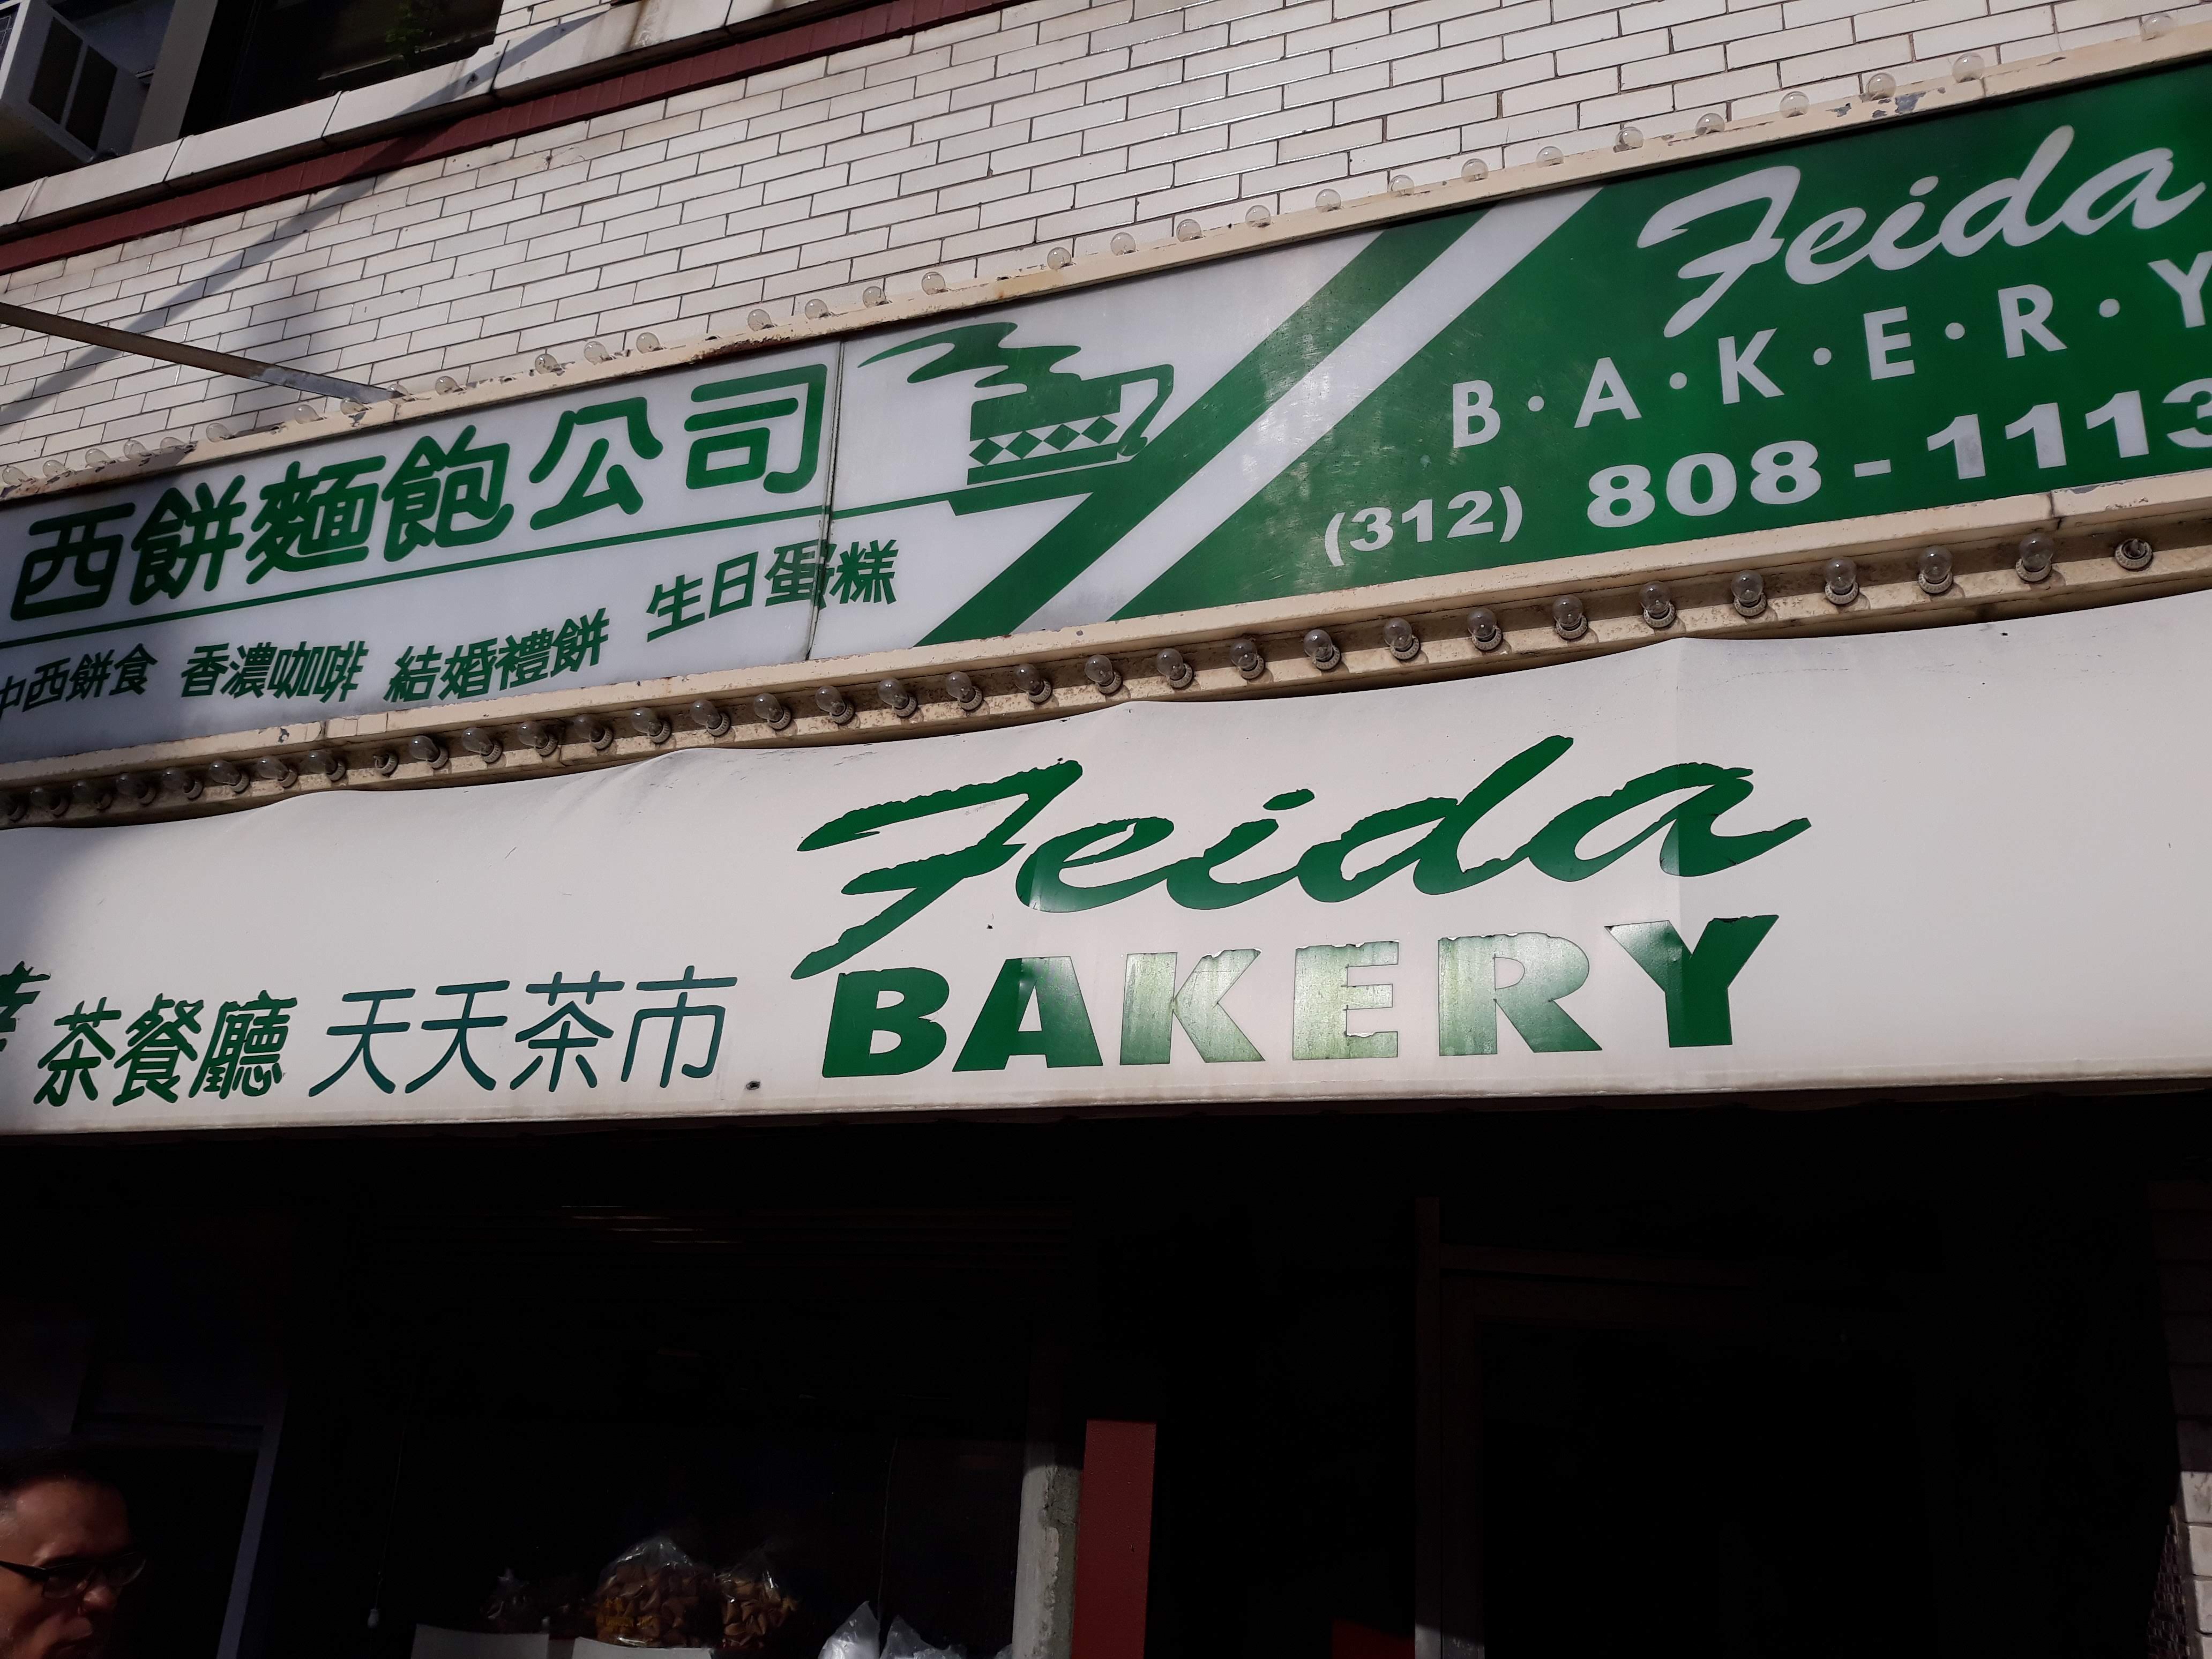 西餅麵飽公司
中西餅食 香濃咖啡 結婚禮餅 生日蛋糕
Feida
B·A·K·E·R·Y
(312) 808-1113
茶餐廳 天天茶市
Feida
BAKERY